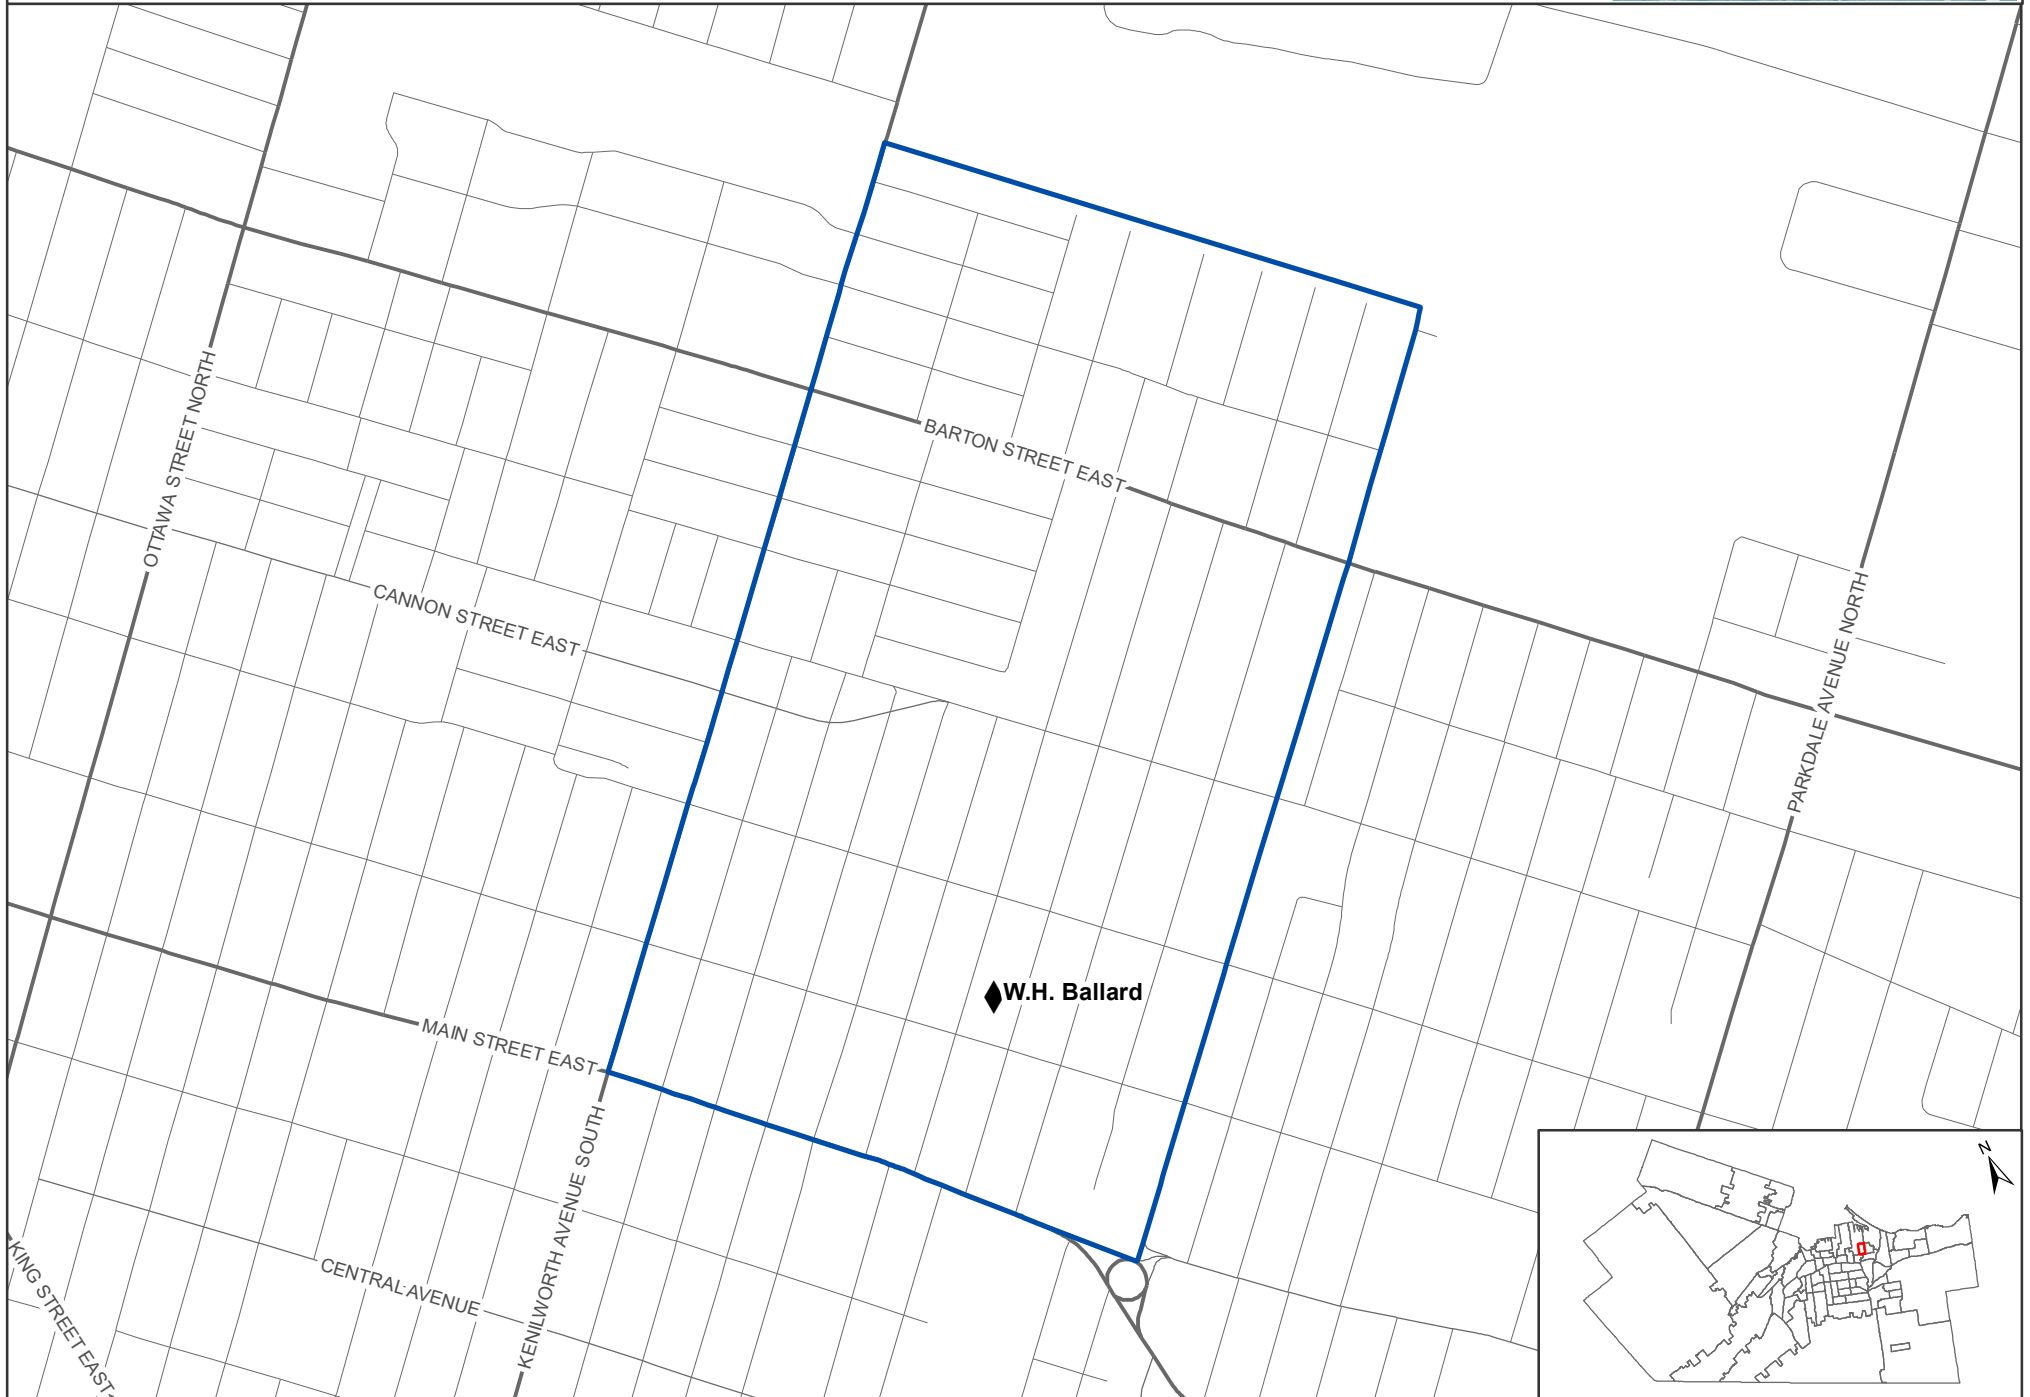 OTTAWA STREET NORTH
BARTON STREET EAST
CANNON STREET EAST
PARKDALE AVENUE NORTH
W.H. Ballard
MAIN STREET EAST
KENILWORTH AVENUE SOUTH
CENTRAL AVENUE
KING STREET EAST
N